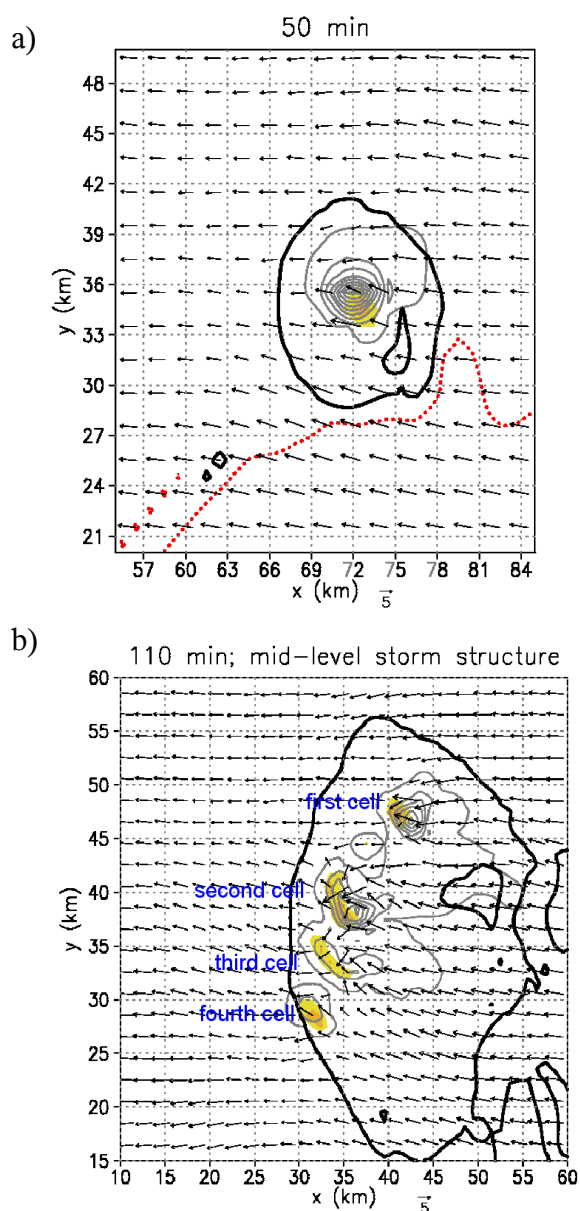 a)
50 min
48
45
42
39
36
33
30
27
24
21
y (km)
57 60 63 66 69 72 75 78 81 84
x (km)
5
b)
110 min; mid-level storm structure
60
55
50
45
40
35
30
25
20
15
y (km)
first cell
second cell
third cell
fourth cell
10 15 20 25 30 35 40 45 50 55 60
x (km)
5